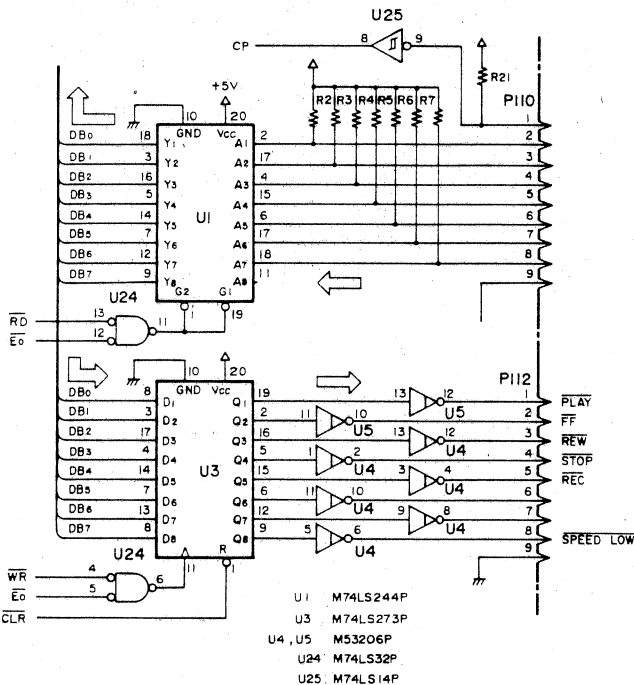 U25
CP 8 9
+5V
R21
P110
R2 R3 R4 R5 R6 R7
10 20
GND Vcc
1
DB0 18 Y1 A1 2 2
DB1 3 Y2 A2 17 3
DB2 16 Y3 A3 4 4
DB3 5 Y4 A4 15 5
DB4 14 Y5 U1 A5 6 6
DB5 7 Y6 A6 17 7
DB6 12 Y7 A7 18 8
DB7 9 Y8 A8 11 9
G2 G1
U24
RD 13 11 1 19
E0 12
10 20
GND Vcc
P112
DB0 8 D1 Q1 19 13 12 U5 1 PLAY
DB1 3 D2 Q2 2 11 10 U5 2 FF
DB2 17 D3 Q3 16 13 12 U4 3 REW
DB3 4 D4 Q4 5 1 2 U4 4 STOP
DB4 14 D5 U3 Q5 15 3 4 U4 5 REC
DB5 7 D6 Q6 6 11 10 U4 6
DB6 13 D7 Q7 12 9 8 U4 7
DB7 8 D8 Q8 9 5 6 U4 8 SPEED LOW
9
U24 R
WR 4 6 11 1
E0 5
CLR
U1 M74LS244P
U3 M74LS273P
U4, U5 M53206P
U24 M74LS32P
U25 M74LS14P